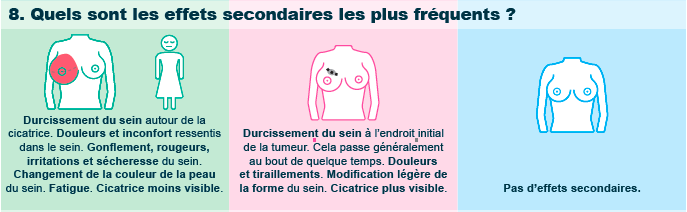 8. Quels sont les effets secondaires les plus fréquents ?
Durcissement du sein autour de la
cicatrice. Douleurs et inconfort ressentis
dans le sein. Gonflement, rougeurs,
irritations et sécheresse du sein.
Changement de la couleur de la peau
du sein. Fatigue. Cicatrice moins visible.
Durcissement du sein à l'endroit initial
de la tumeur. Cela passe généralement
au bout de quelque temps. Douleurs
et tiraillements. Modification légère de
la forme du sein. Cicatrice plus visible.
Pas d'effets secondaires.